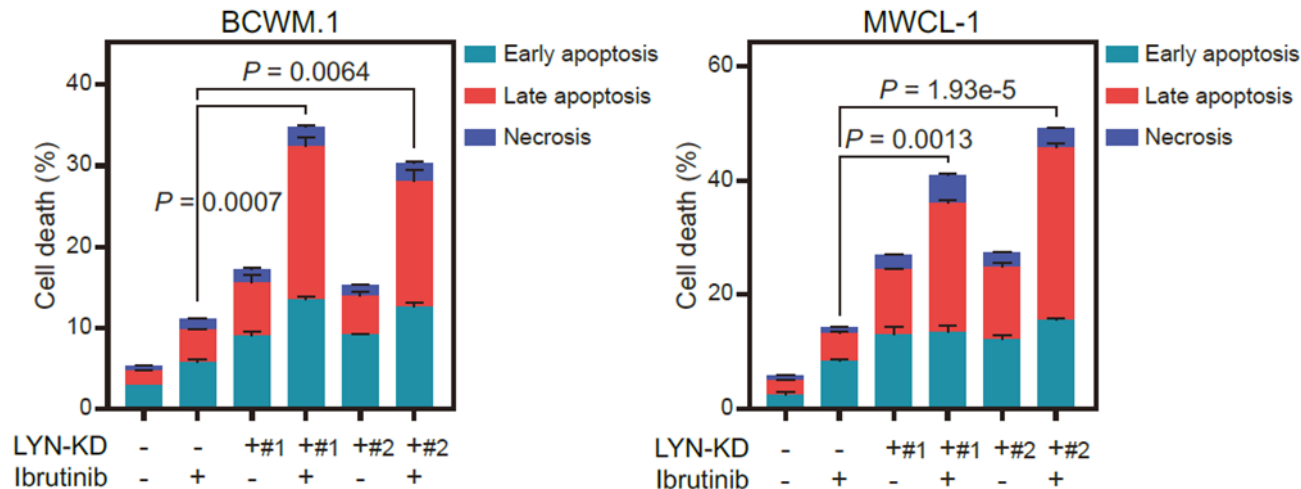 BCWM.1
Cell death (%)
40
30
20
10
0
P = 0.0064
P = 0.0007
Early apoptosis
Late apoptosis
Necrosis
LYN-KD - - +#1 +#1 +#2 +#2
Ibrutinib - + - + - +
MWCL-1
Cell death (%)
60
40
20
0
P = 1.93e-5
P = 0.0013
Early apoptosis
Late apoptosis
Necrosis
LYN-KD - - +#1 +#1 +#2 +#2
Ibrutinib - + - + - +